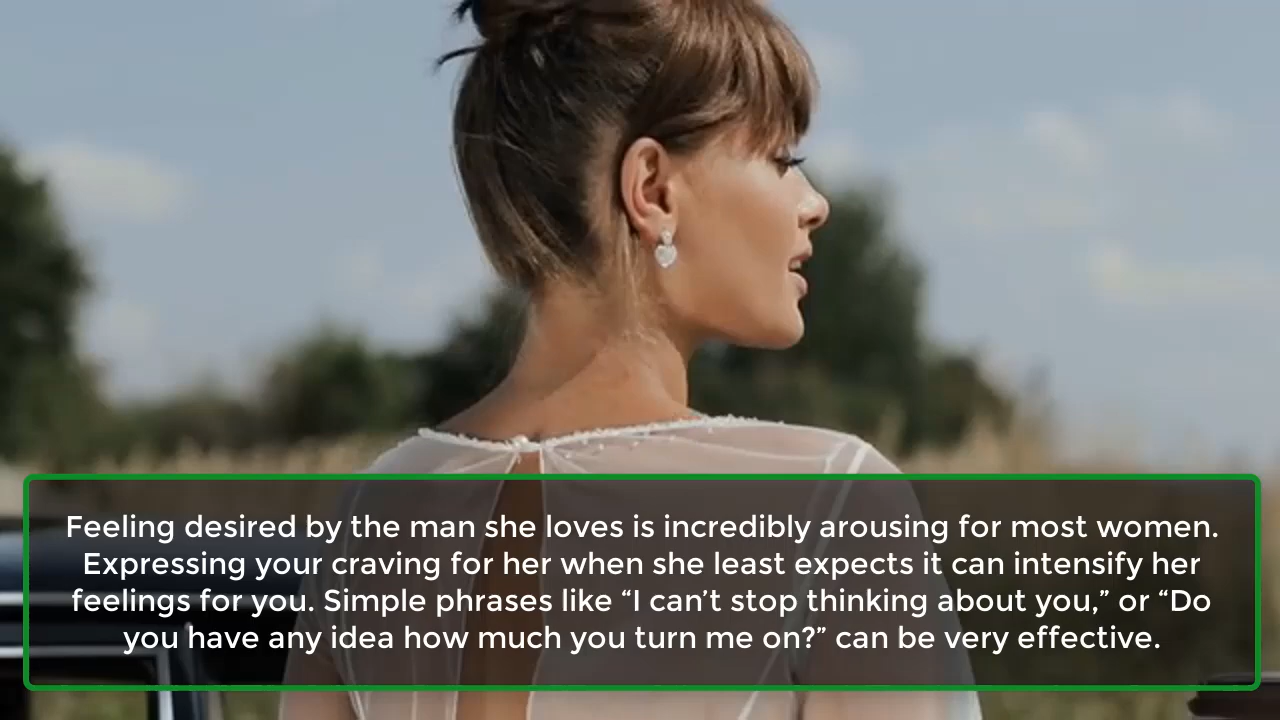 Feeling desired by the man she loves is incredibly arousing for most women.
Expressing your craving for her when she least expects it can intensify her
feelings for you. Simple phrases like “I can’t stop thinking about you,” or “Do
you have any idea how much you turn me on?” can be very effective.